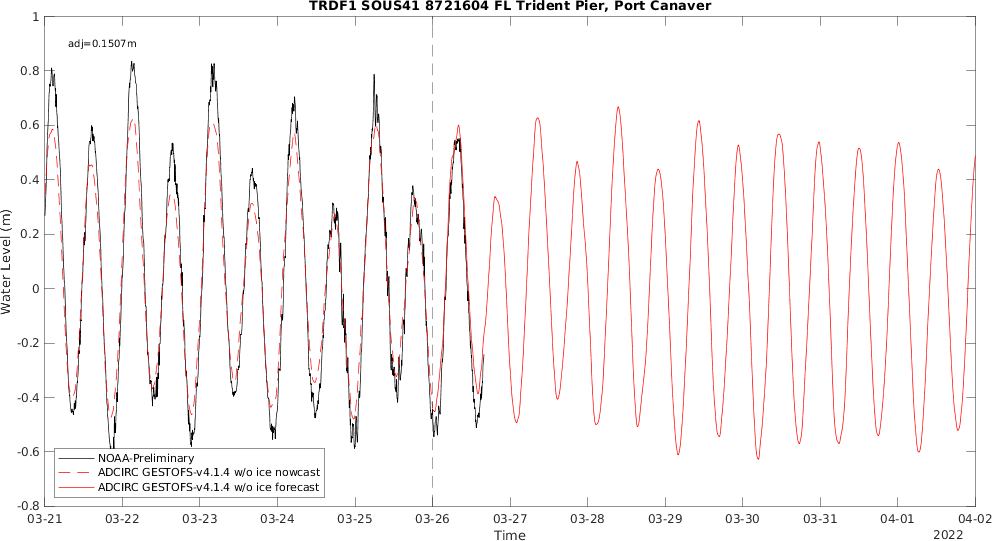 TRDF1 SOUS41 8721604 FL Trident Pier, Port Canaver
adj=0.1507m
1
0.8
0.6
0.4
0.2
0
-0.2
-0.4
-0.6
-0.8
Water Level (m)
NOAA-Preliminary
ADCIRC GESTOFS-v4.1.4 w/o ice nowcast
ADCIRC GESTOFS-v4.1.4 w/o ice forecast
03-21 03-22 03-23 03-24 03-25 03-26 03-27 03-28 03-29 03-30 03-31 04-01 04-02
Time
2022